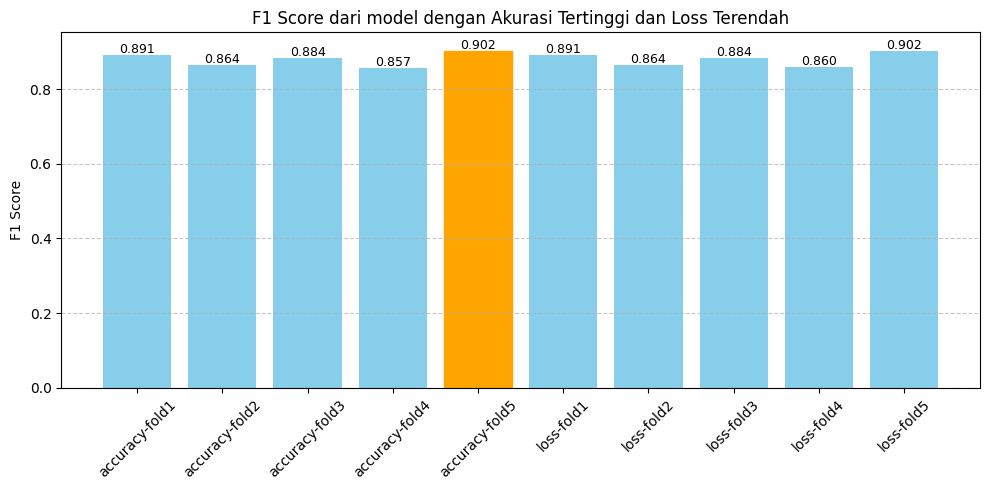 F1 Score dari model dengan Akurasi Tertinggi dan Loss Terendah
0.891
0.864
0.884
0.857
0.902
0.891
0.864
0.884
0.860
0.902
F1 Score
0.8
0.6
0.4
0.2
0.0
accuracy-fold1
accuracy-fold2
accuracy-fold3
accuracy-fold4
accuracy-fold5
loss-fold1
loss-fold2
loss-fold3
loss-fold4
loss-fold5